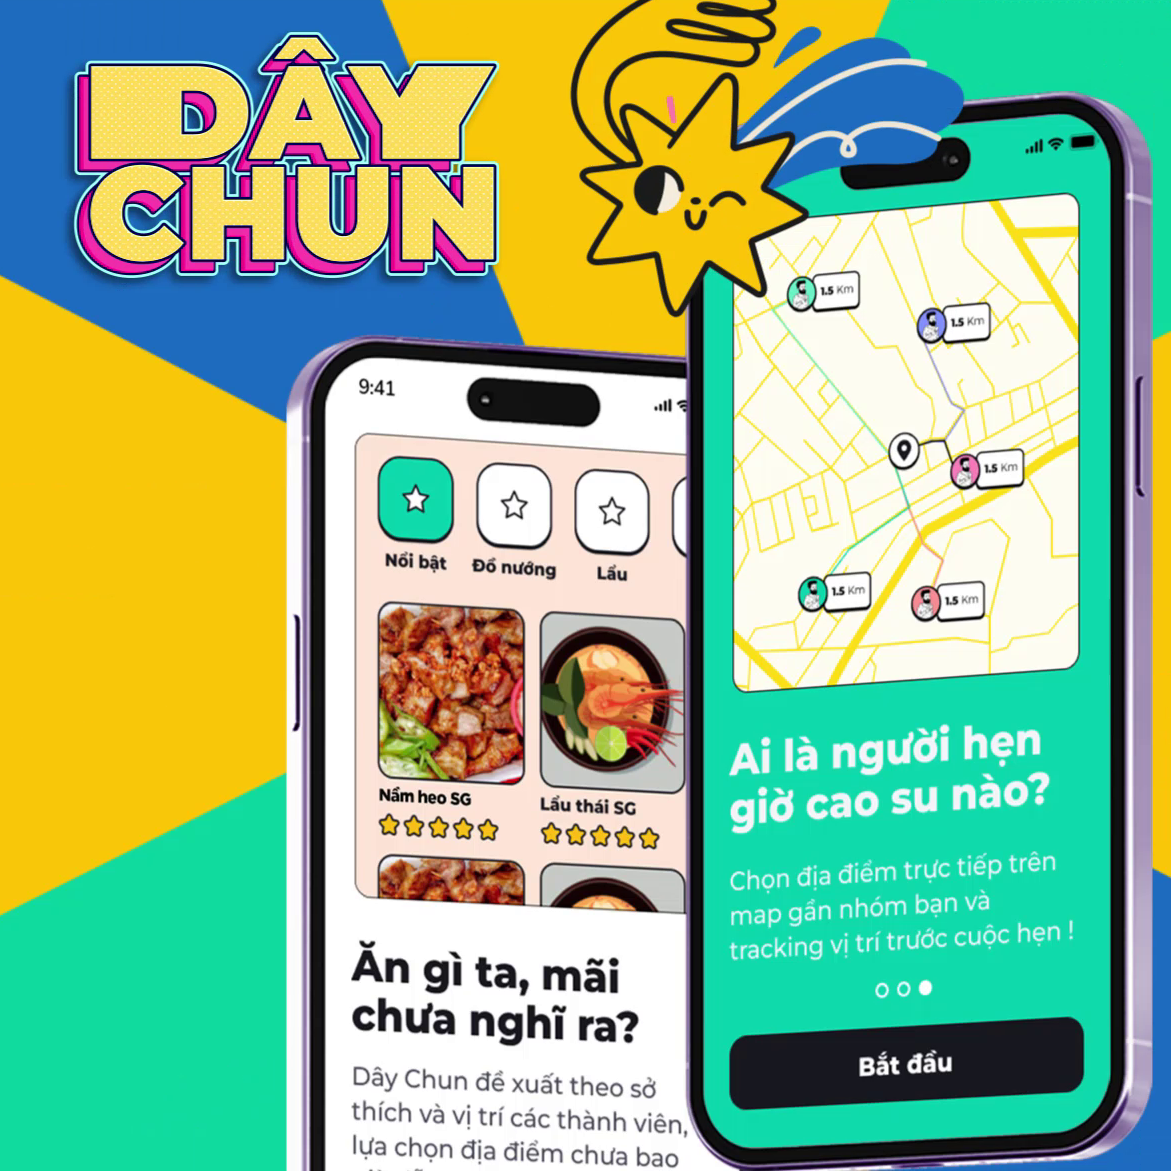 DÂY
CHUN
9:41
Nổi bật
Đồ nướng
Lẩu
Nầm heo SG
Lẩu thái SG
Ăn gì ta, mãi
chưa nghĩ ra?
Dây Chun đề xuất theo sở
thích và vị trí các thành viên,
lựa chọn địa điểm chưa bao
1.5 Km
1.5 Km
1.5 Km
1.5 Km
1.5 Km
Ai là người hẹn
giờ cao su nào?
Chọn địa điểm trực tiếp trên
map gần nhóm bạn và
tracking vị trí trước cuộc hẹn !
Bắt đầu